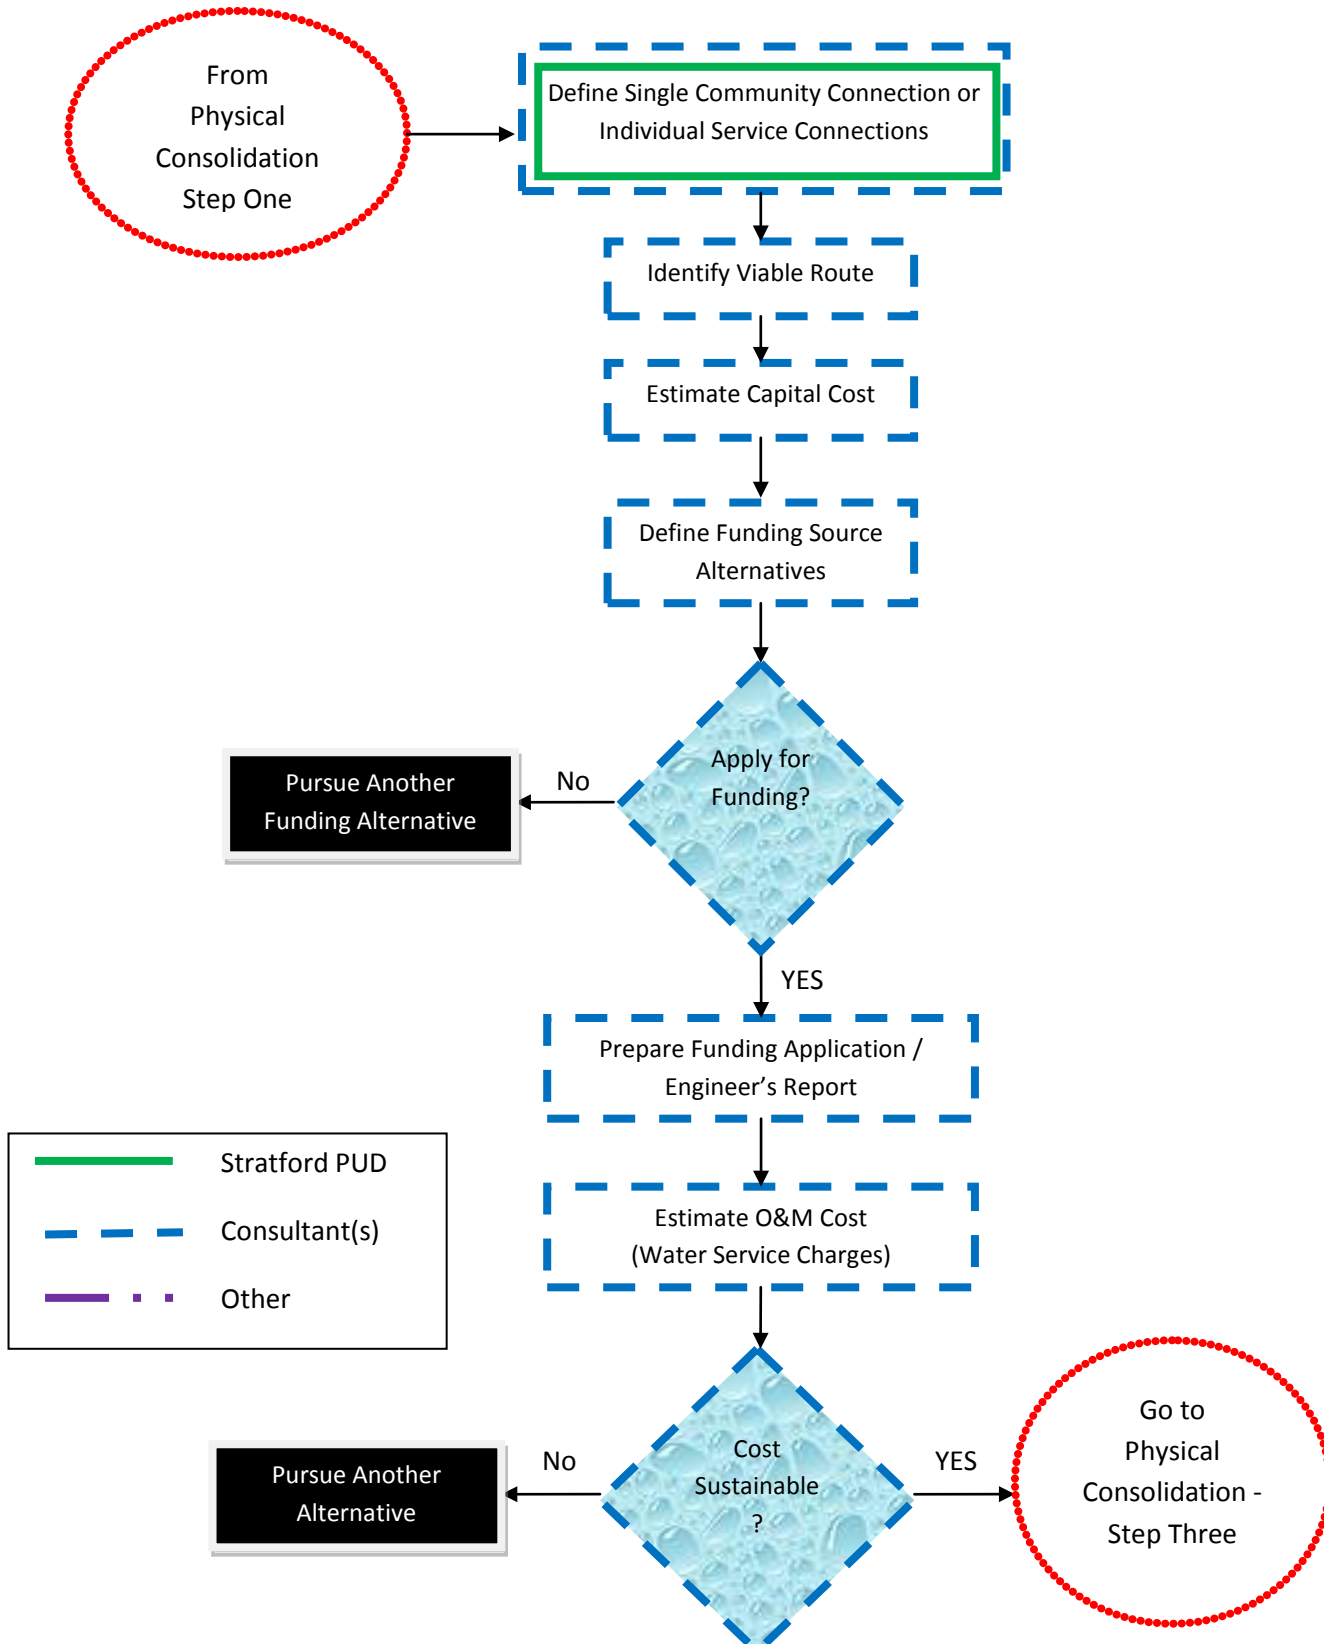 From
Physical
Consolidation
Step One
Define Single Community Connection or
Individual Service Connections
Identify Viable Route
Estimate Capital Cost
Define Funding Source
Alternatives
Apply for
Funding?
No
Pursue Another
Funding Alternative
YES
Prepare Funding Application /
Engineer’s Report
Stratford PUD
Consultant(s)
Other
Estimate O&M Cost
(Water Service Charges)
Cost
Sustainable
?
No
Pursue Another
Alternative
YES
Go to
Physical
Consolidation -
Step Three